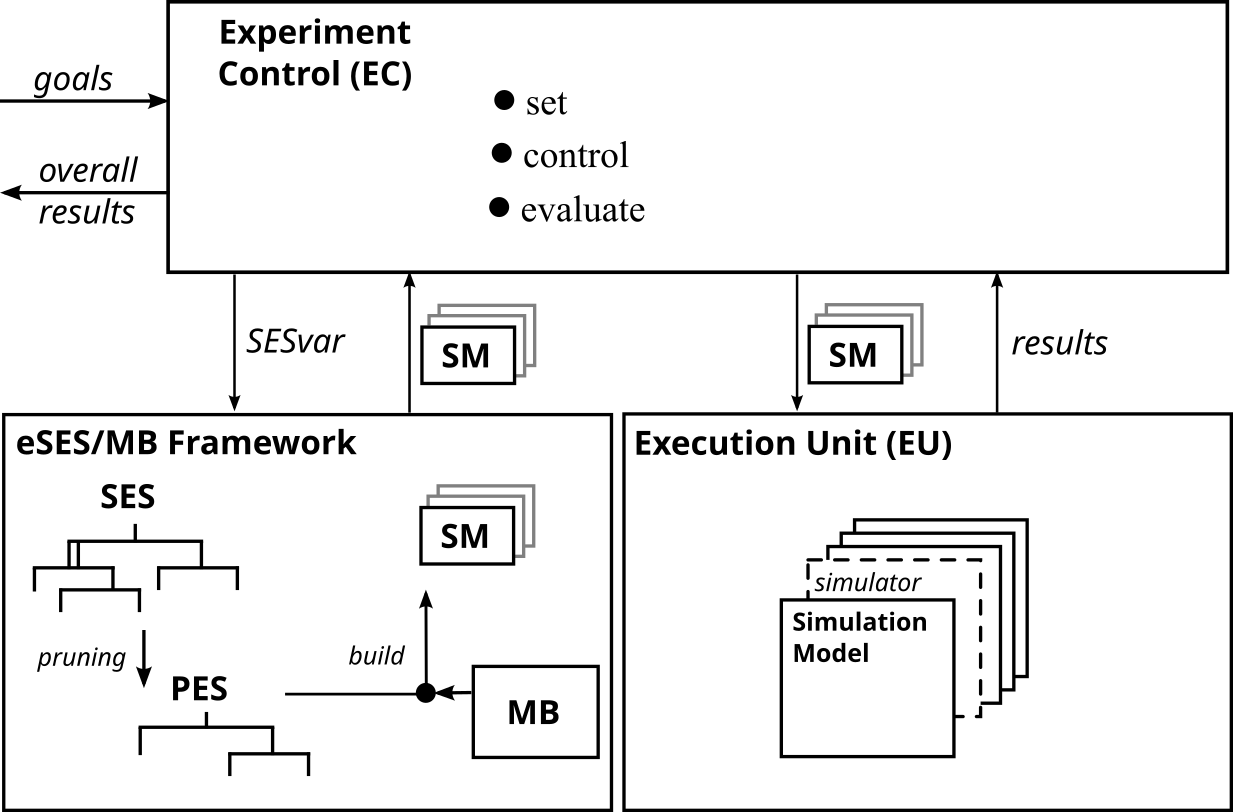 Experiment
Control (EC)
goals
set
control
overall
results
evaluate
SESvar
SM
SM
results
eSES/MB Framework
SES
SM
pruning
build
PES
MB
Execution Unit (EU)
simulator
Simulation
Model